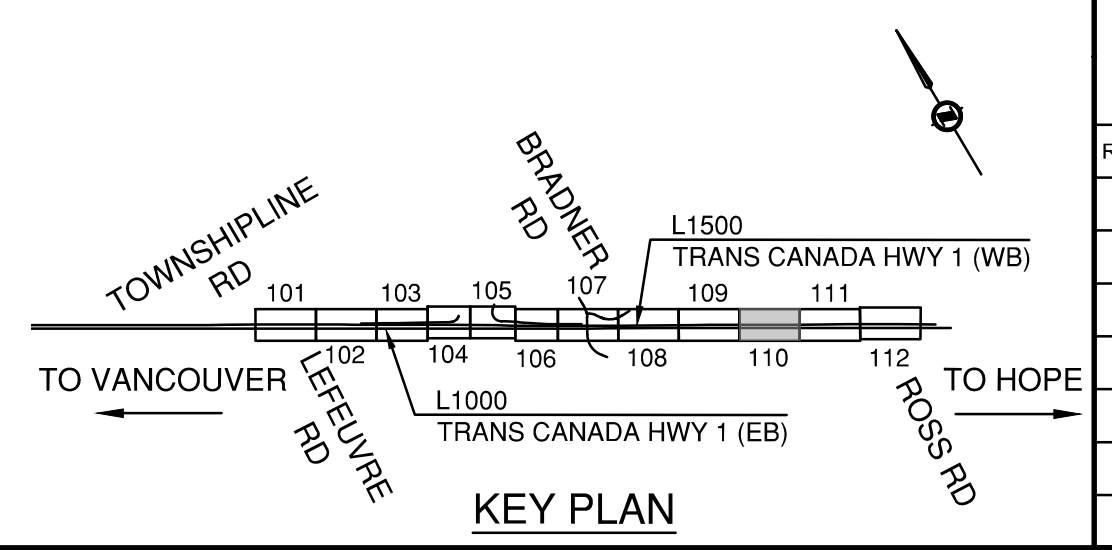 TOWNSHIPLINE
RD
BRADNER
RD
L1500
TRANS CANADA HWY 1 (WB)
101
103
105
107
109
111
102
104
106
108
110
112
TO VANCOUVER
LEFEUVRE
RD
L1000
TRANS CANADA HWY 1 (EB)
TO HOPE
ROSS RD
KEY PLAN
R